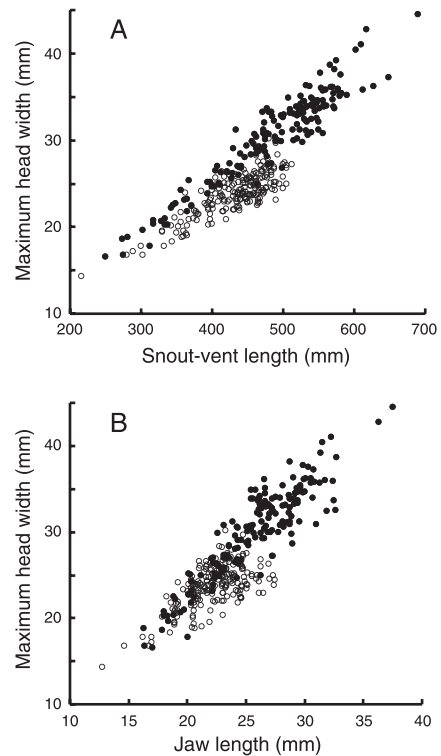 A
Maximum head width (mm)
40
30
20
10
200 300 400 500 600 700
Snout-vent length (mm)
B
Maximum head width (mm)
40
30
20
10
10 15 20 25 30 35 40
Jaw length (mm)